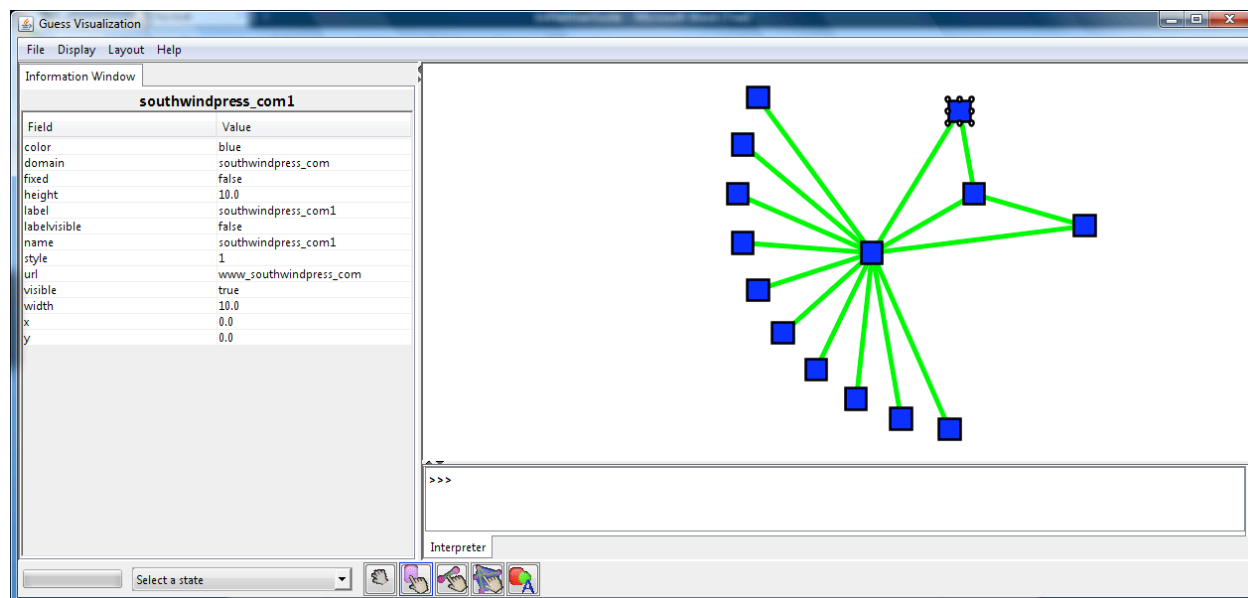 Guess Visualization
File Display Layout Help
Information Window
southwindpress_com1
Field Value
color blue
domain southwindpress_com
fixed false
height 10.0
label southwindpress_com1
labelvisible false
name southwindpress_com1
style 1
url www_southwindpress_com
visible true
width 10.0
x 0.0
y 0.0
>>>
Interpreter
Select a state
A